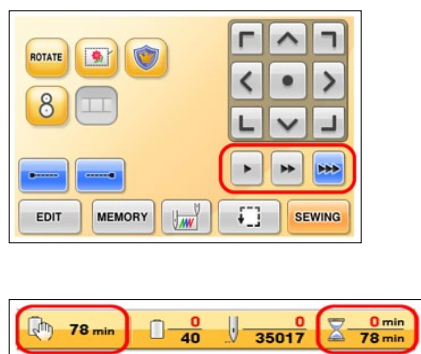 ROTATE
8
EDIT MEMORY SEWING
78 min 0 0 0 min
40 35017 78 min